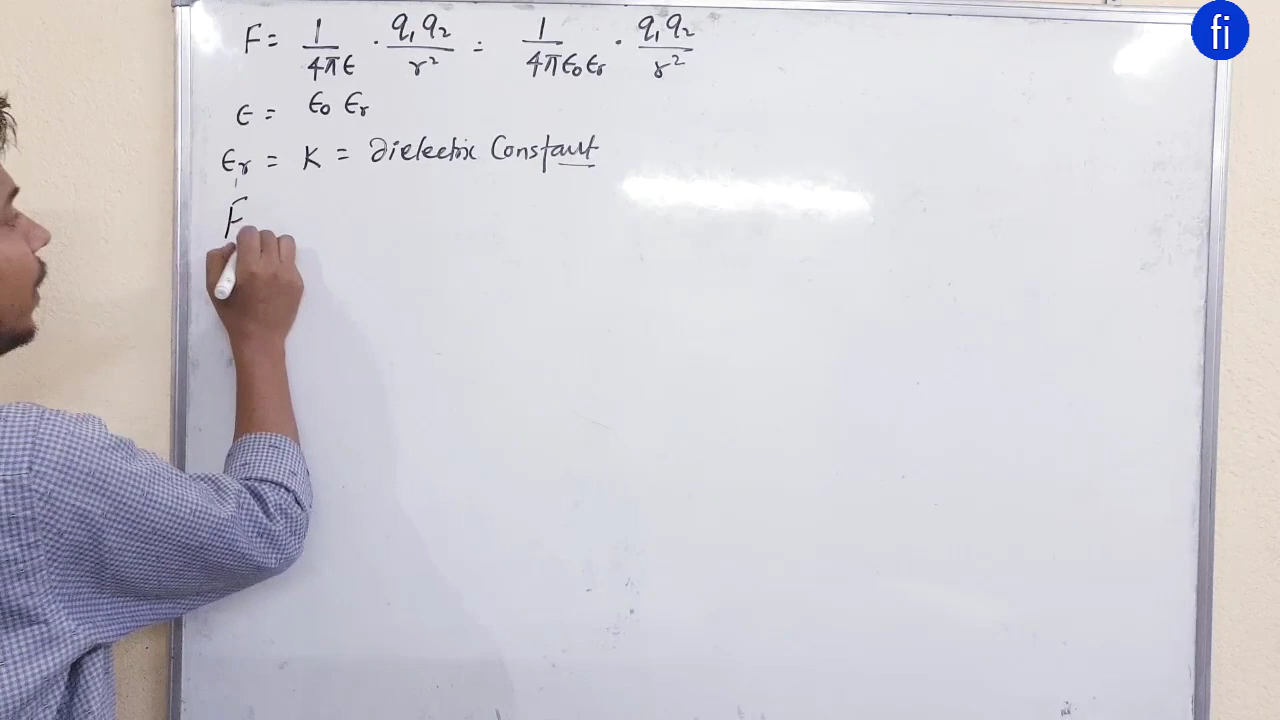 F = 1/4πϵ · q₁q₂/r² = 1/4πϵ₀ϵᵣ · q₁q₂/r²
ϵ = ϵ₀ ϵᵣ
ϵᵣ = K = Dielectric Constant
F
fi